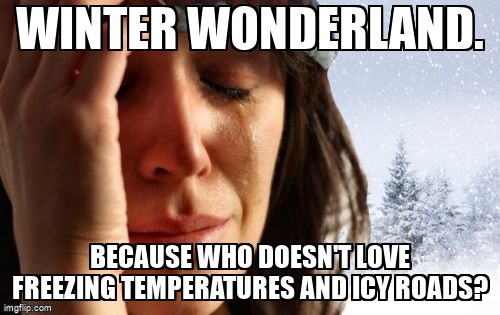 WINTER WONDERLAND.
BECAUSE WHO DOESN'T LOVE
FREEZING TEMPERATURES AND ICY ROADS?
imgflip.com